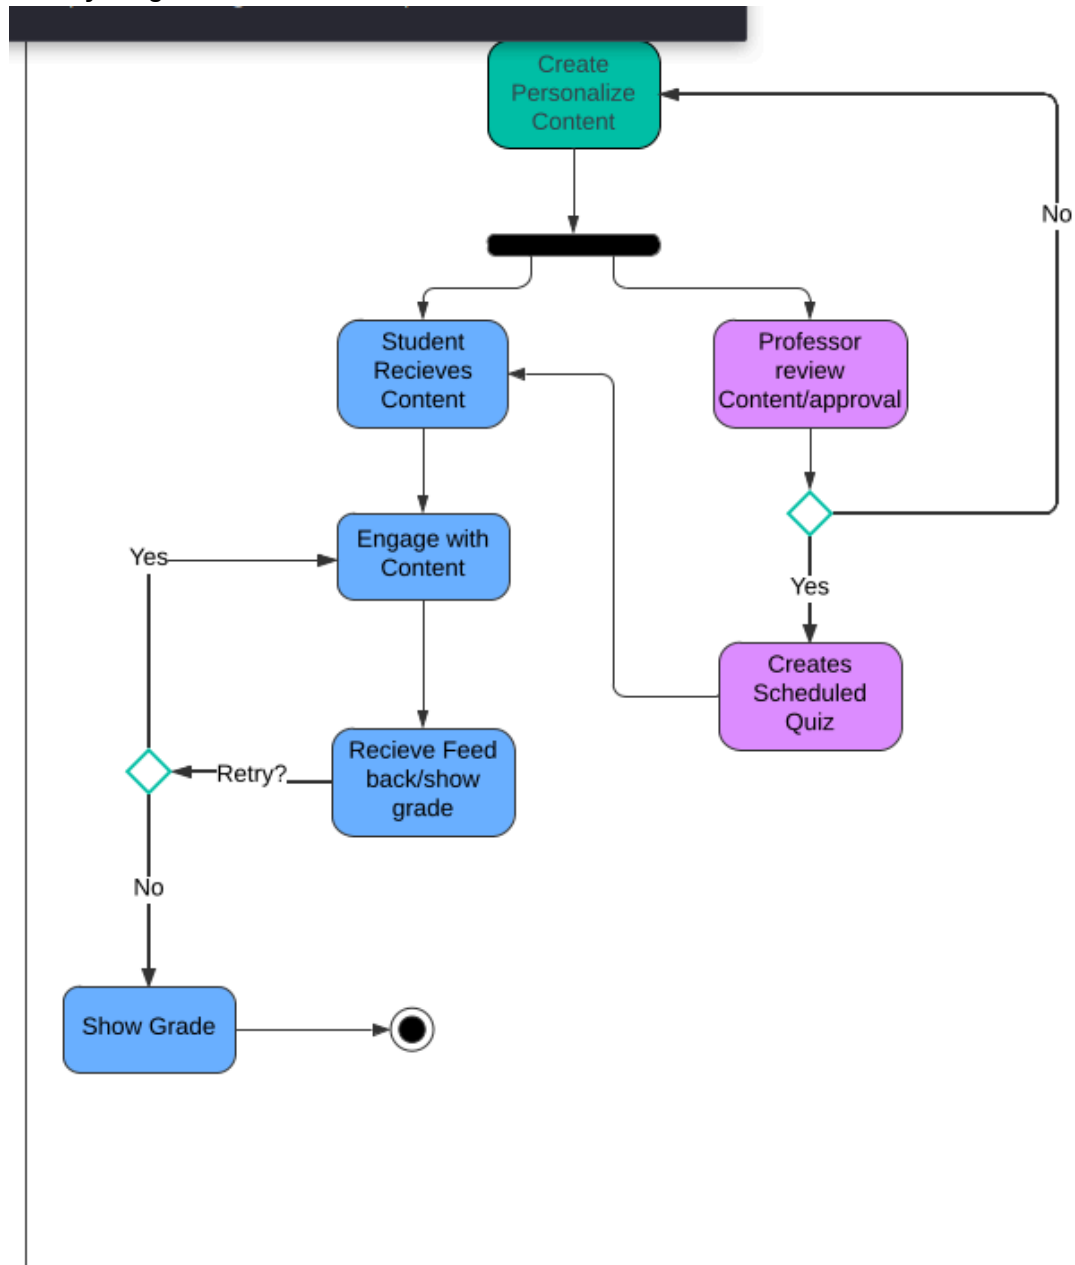 Create
Personalize
Content
No
Student
Recieves
Content
Professor
review
Content/approval
Engage with
Content
Yes
Yes
Creates
Scheduled
Quiz
Recieve Feed
back/show
grade
Retry?
No
Show Grade